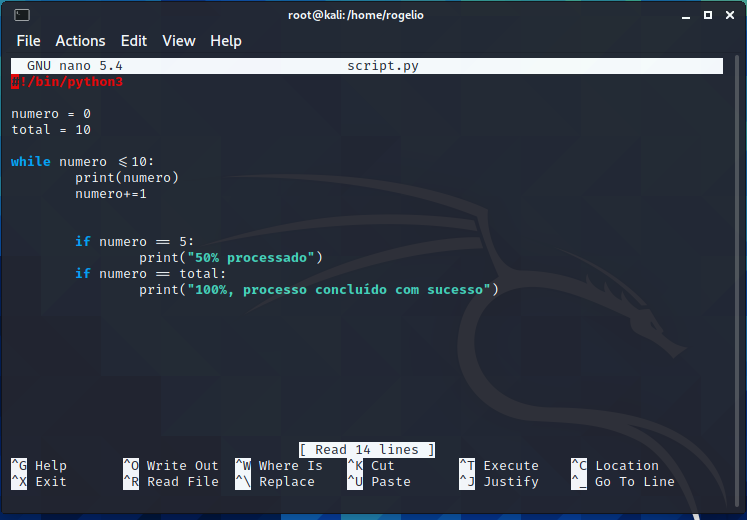 root@kali: /home/rogelio
File Actions Edit View Help
GNU nano 5.4 script.py
#!/bin/python3
numero = 0
total = 10
while numero <=10:
print(numero)
numero+=1
if numero == 5:
print("50% processado")
if numero == total:
print("100%, processo concluído com sucesso")
[ Read 14 lines ]
^G Help ^O Write Out ^W Where Is ^K Cut ^T Execute ^C Location
^X Exit ^R Read File ^\ Replace ^U Paste ^J Justify ^_ Go To Line